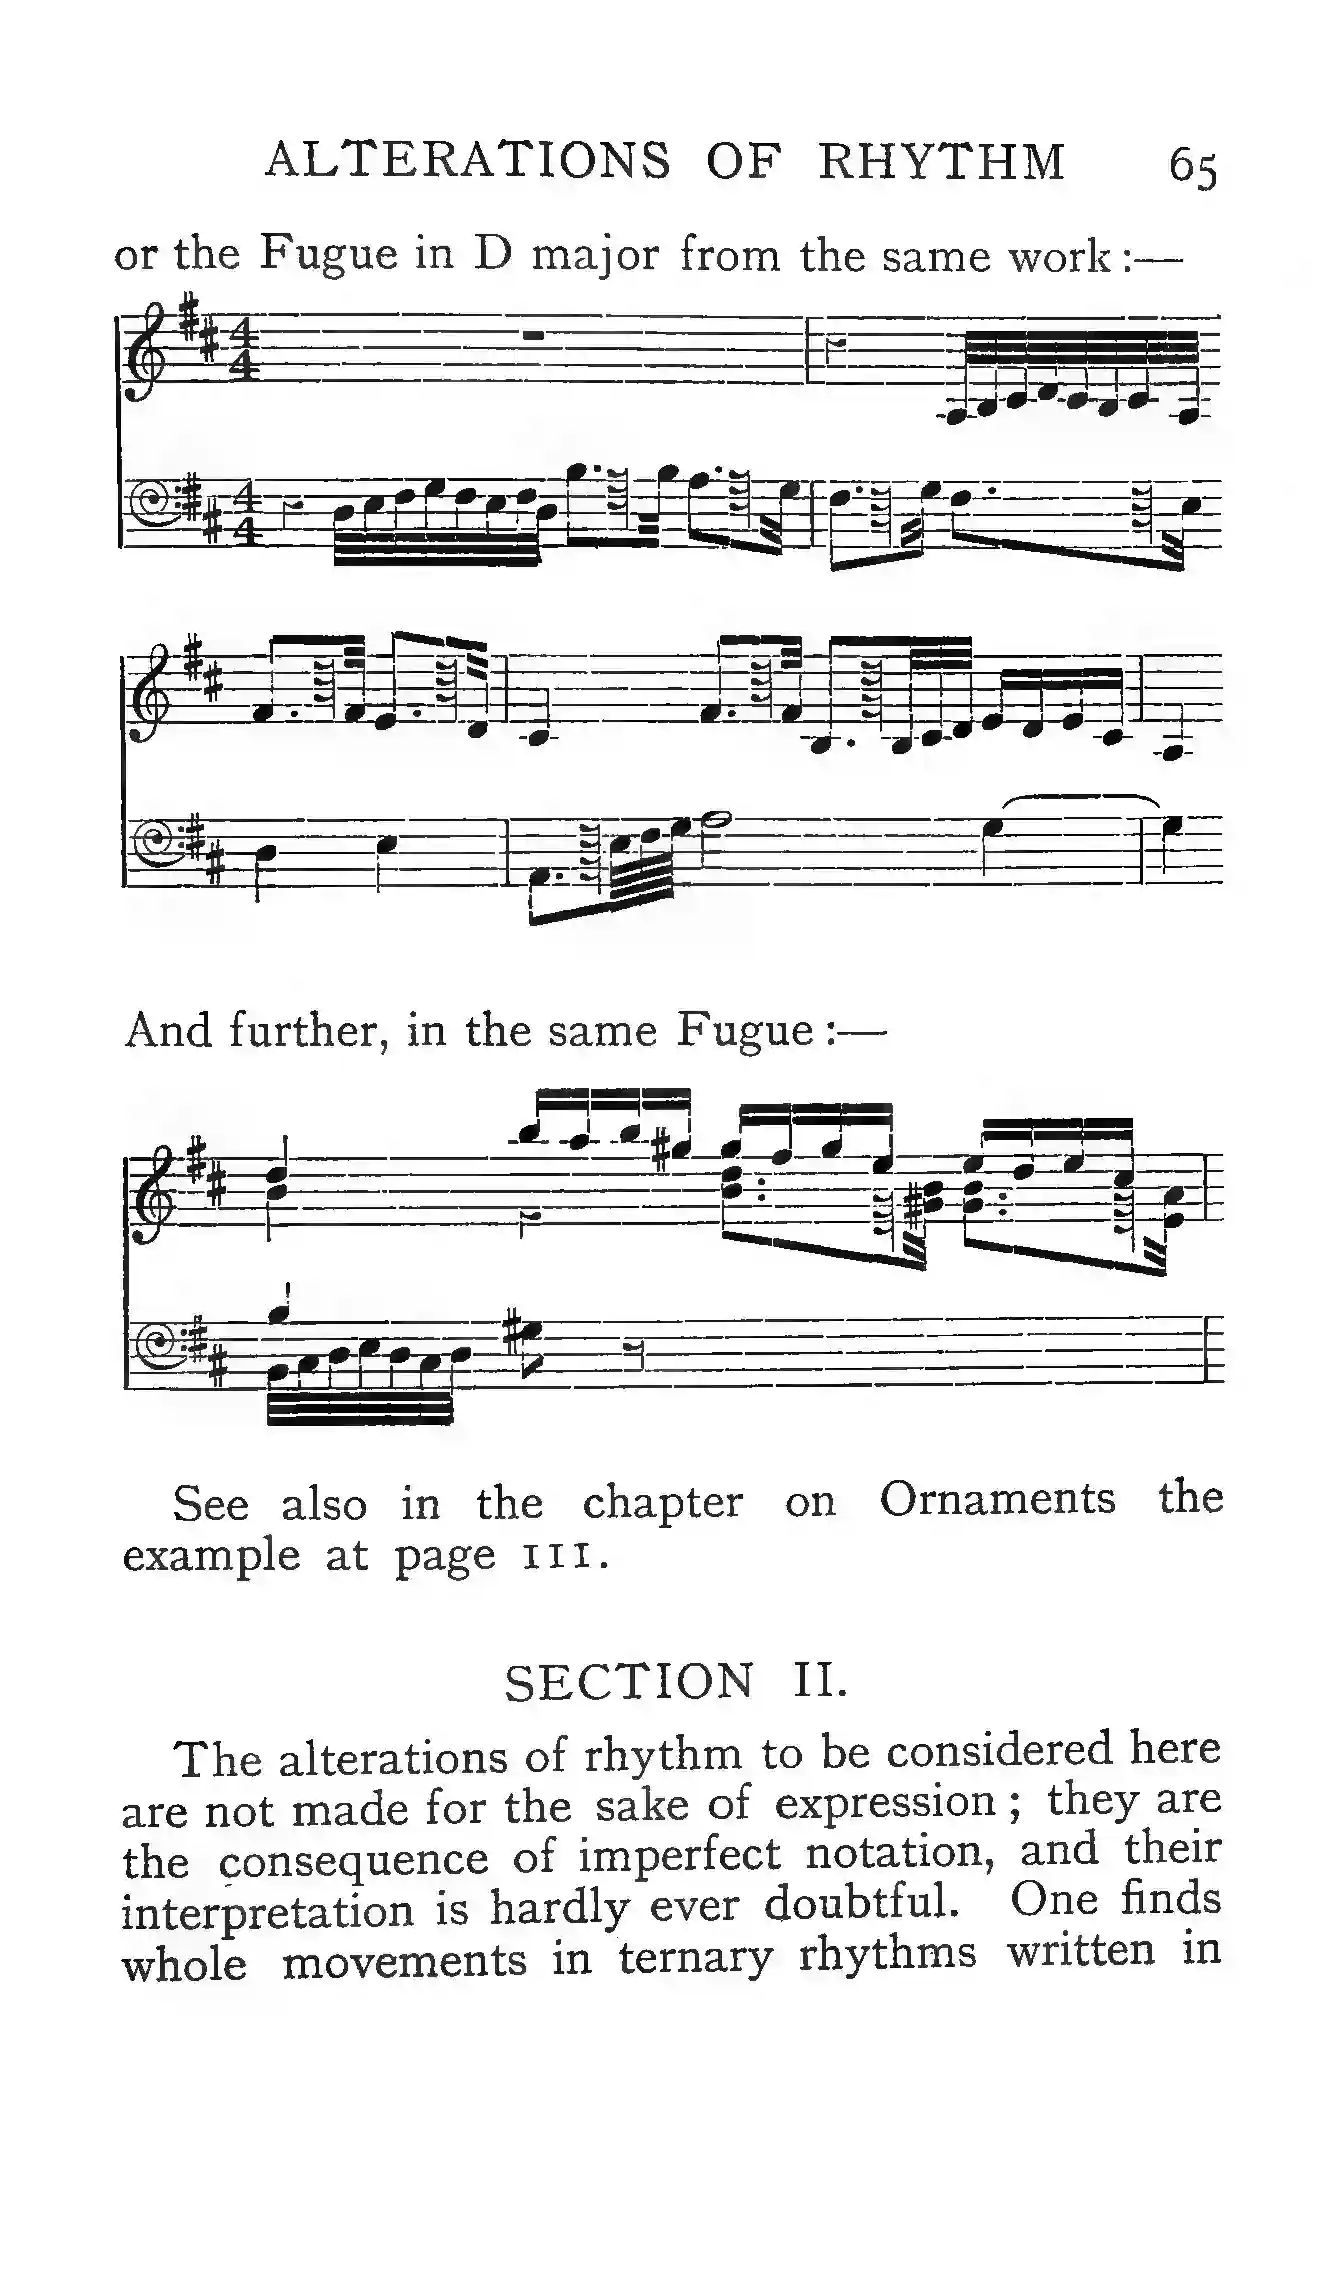 ALTERATIONS OF RHYTHM 65
or the Fugue in D major from the same work :—
4
4
4
4
And further, in the same Fugue :—
See also in the chapter on Ornaments the
example at page 111.
SECTION II.
The alterations of rhythm to be considered here
are not made for the sake of expression ; they are
the consequence of imperfect notation, and their
interpretation is hardly ever doubtful. One finds
whole movements in ternary rhythms written in